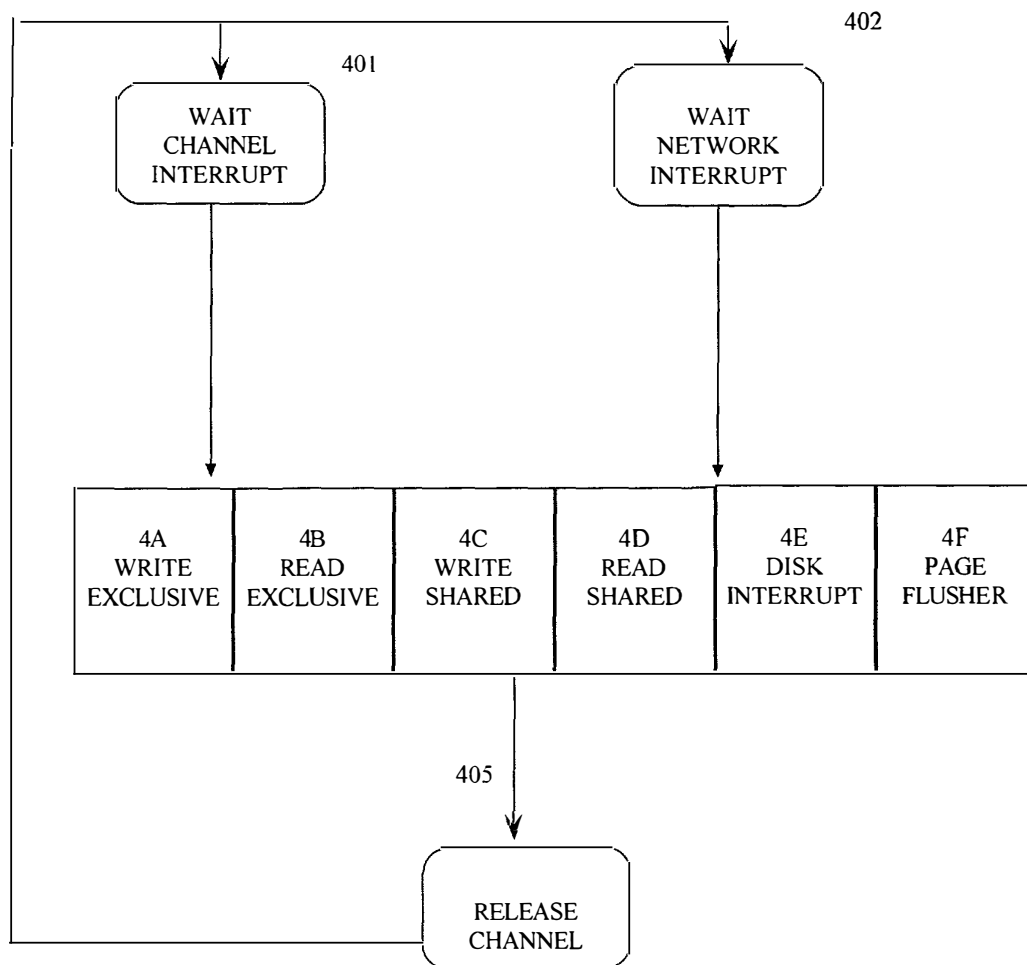 402
401
WAIT
CHANNEL
INTERRUPT
WAIT
NETWORK
INTERRUPT
4A
WRITE
EXCLUSIVE
4B
READ
EXCLUSIVE
4C
WRITE
SHARED
4D
READ
SHARED
4E
DISK
INTERRUPT
4F
PAGE
FLUSHER
405
RELEASE
CHANNEL